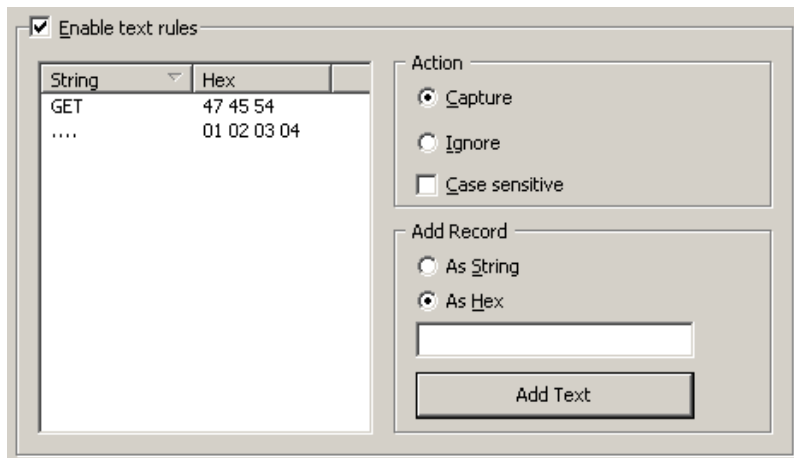 Enable text rules
String Hex
GET 47 45 54
.... 01 02 03 04
Action
Capture
Ignore
Case sensitive
Add Record
As String
As Hex
Add Text